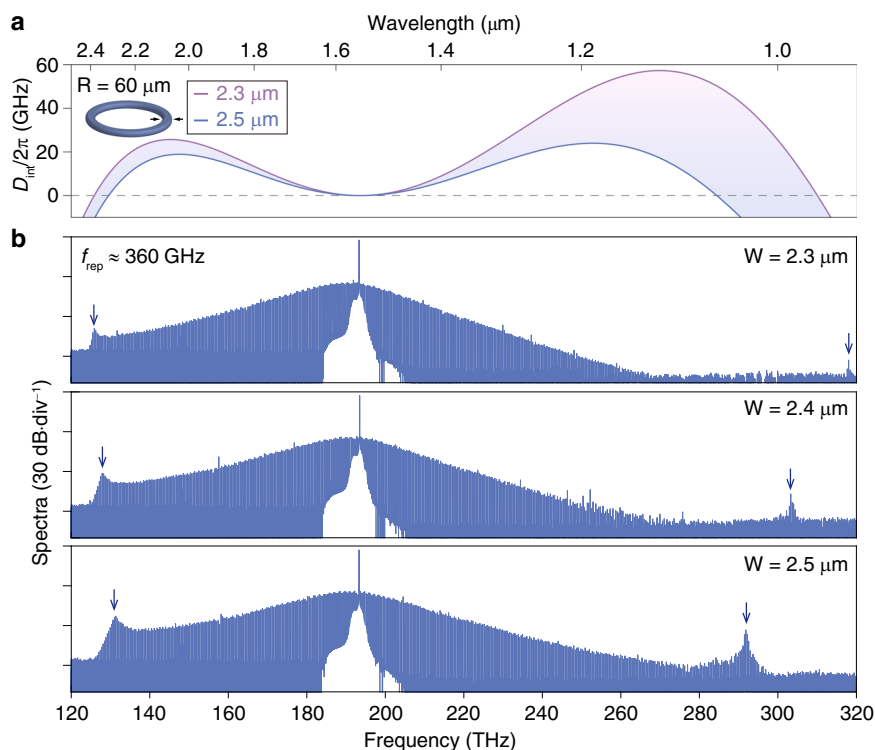 a
Wavelength (μm)
2.4 2.2 2.0 1.8 1.6 1.4 1.2 1.0
60
40
20
0
D_int/2π (GHz)
R = 60 μm
2.3 μm
2.5 μm
b
f_rep ≈ 360 GHz
W = 2.3 μm
W = 2.4 μm
W = 2.5 μm
Spectra (30 dB·div⁻¹)
120 140 160 180 200 220 240 260 280 300 320
Frequency (THz)